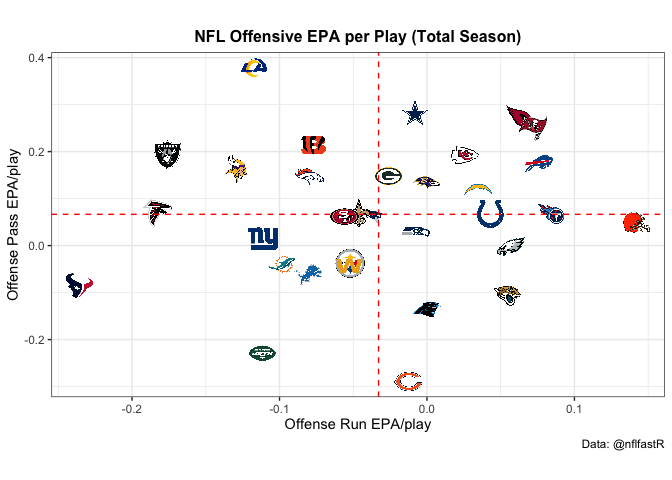 NFL Offensive EPA per Play (Total Season)
0.4
0.2
0.0
-0.2
Offense Pass EPA/play
-0.2
-0.1
0.0
0.1
Offense Run EPA/play
Data: @nflfastR
ny
G
W
C